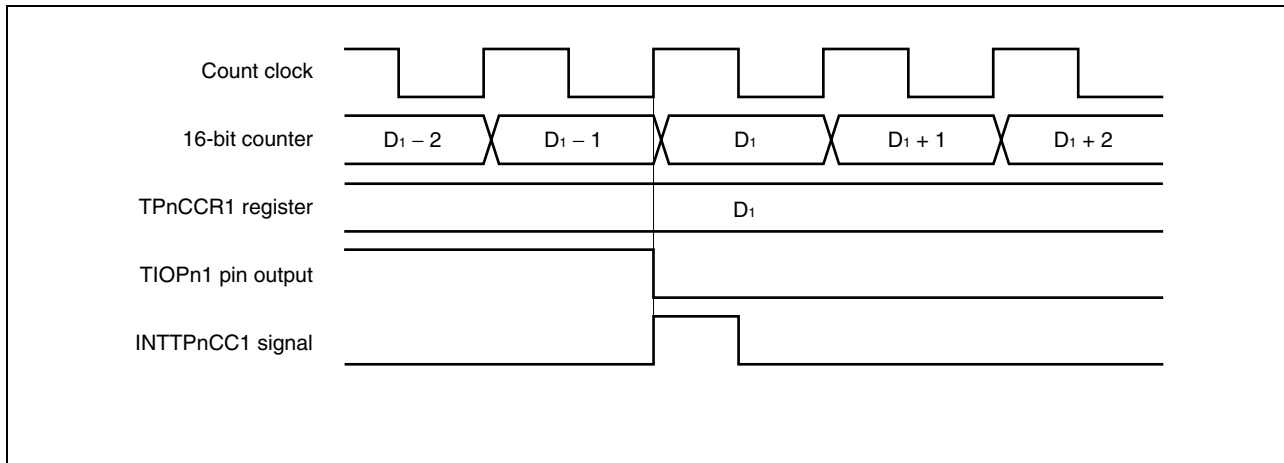 Count clock
16-bit counter D₁ − 2 D₁ − 1 D₁ D₁ + 1 D₁ + 2
TPnCCR1 register D₁
TIOPn1 pin output
INTTPnCC1 signal